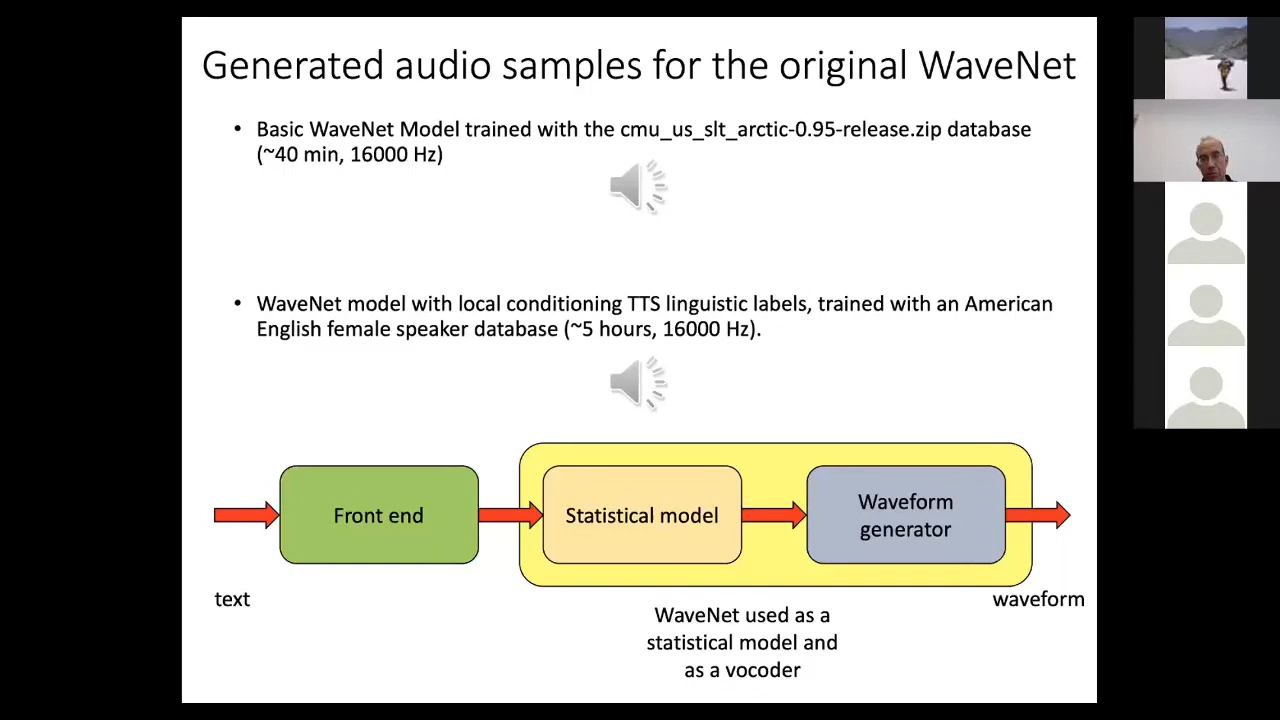 Generated audio samples for the original WaveNet
• Basic WaveNet Model trained with the cmu_us_slt_arctic-0.95-release.zip database
(~40 min, 16000 Hz)
• WaveNet model with local conditioning TTS linguistic labels, trained with an American
English female speaker database (~5 hours, 16000 Hz).
Front end
Statistical model
Waveform
generator
text
waveform
WaveNet used as a
statistical model and
as a vocoder